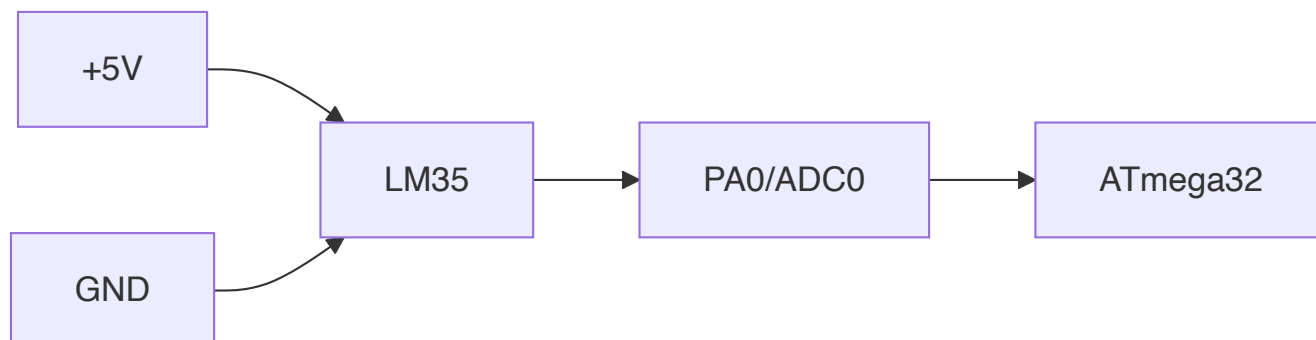 +5V
GND
LM35
PA0/ADC0
ATmega32